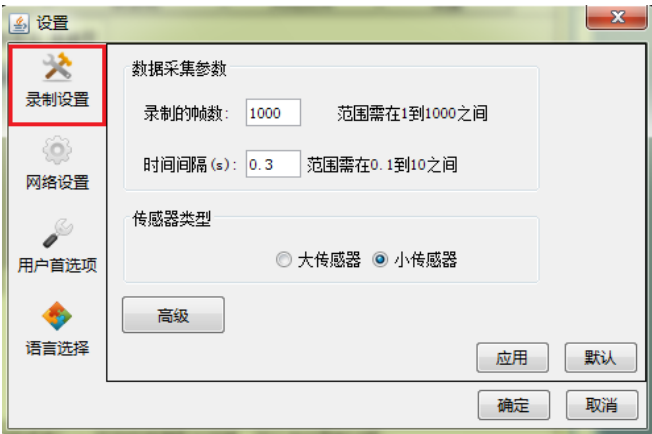 设置
录制设置
网络设置
用户首选项
语言选择
数据采集参数
录制的帧数: 1000 范围需在1到1000之间
时间间隔(s): 0.3 范围需在0.1到10之间
传感器类型
大传感器 小传感器
高级
应用 默认
确定 取消